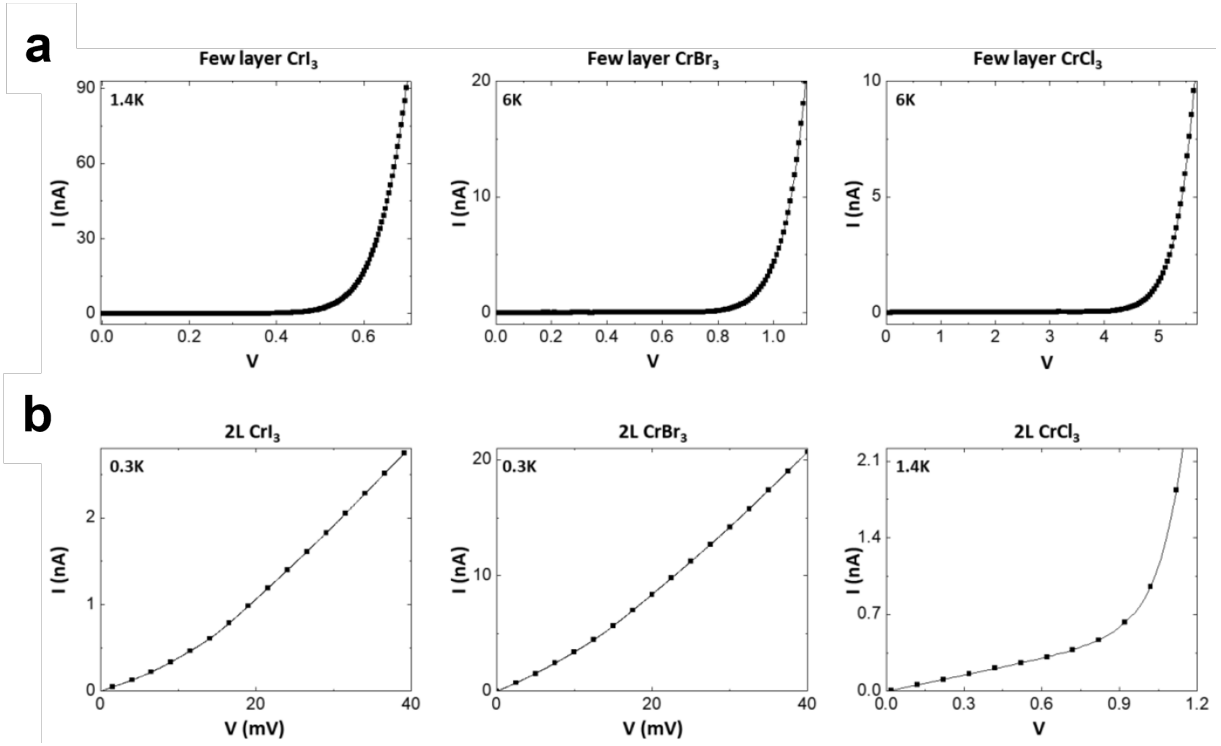 a
Few layer CrI₃
1.4K
90
60
30
0
I (nA)
0.0 0.2 0.4 0.6
V
Few layer CrBr₃
6K
20
10
0
I (nA)
0.0 0.2 0.4 0.6 0.8 1.0
V
Few layer CrCl₃
6K
10
5
0
I (nA)
0 1 2 3 4 5
V
b
2L CrI₃
0.3K
2
1
0
I (nA)
0 20 40
V (mV)
2L CrBr₃
0.3K
20
10
0
I (nA)
0 20 40
V (mV)
2L CrCl₃
1.4K
2.1
1.4
0.7
0.0
I (nA)
0.0 0.3 0.6 0.9 1.2
V